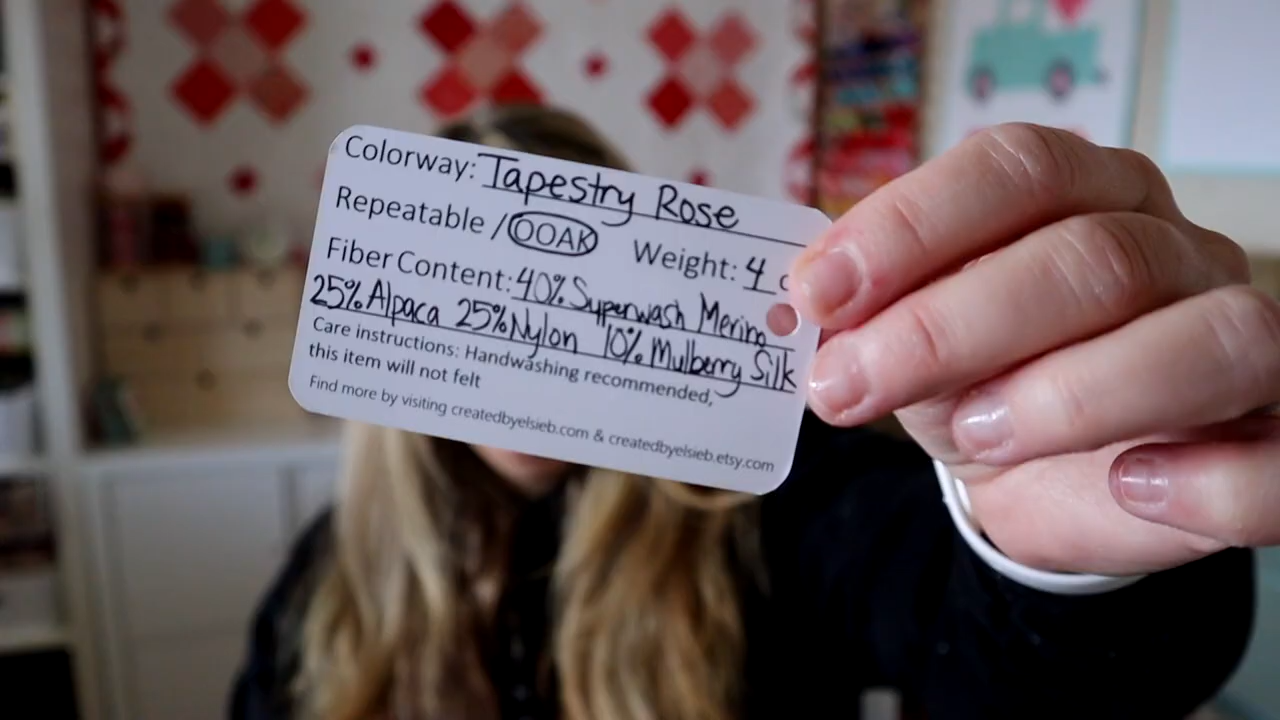 Colorway: Tapestry Rose
Repeatable / OOAK Weight: 4
Fiber Content: 40% Superwash Merino
25% Alpaca 25% Nylon 10% Mulberry Silk
Care instructions: Handwashing recommended,
this item will not felt
Find more by visiting createdbyelsieb.com & createdbyelsieb.etsy.com